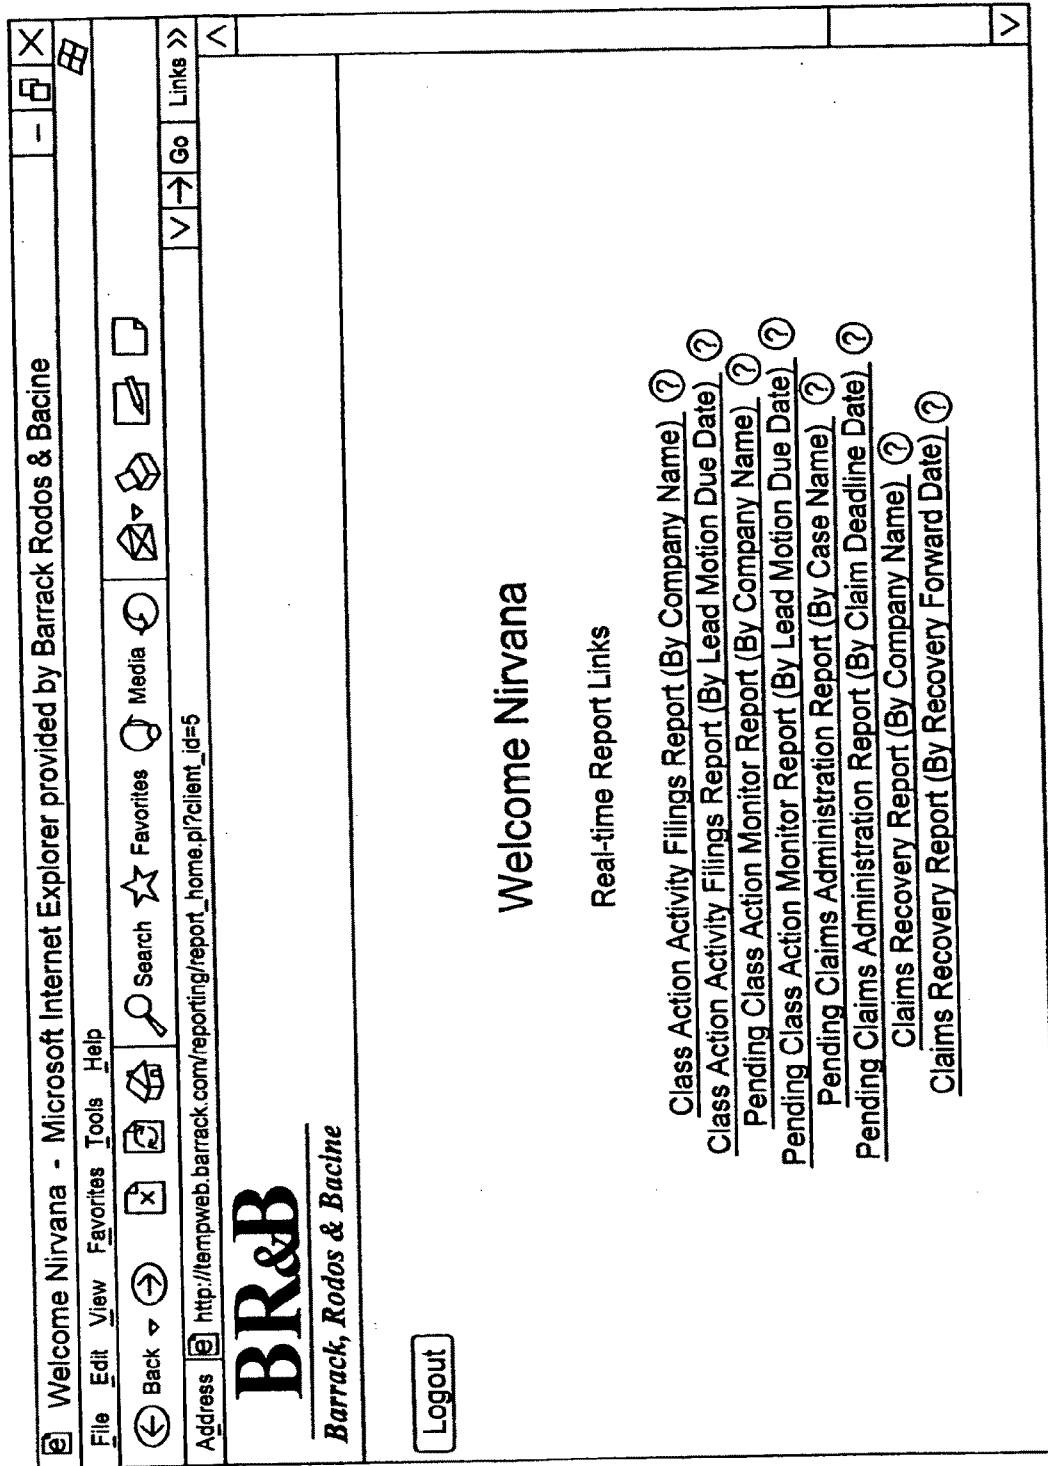 Welcome Nirvana - Microsoft Internet Explorer provided by Barrack Rodos & Bacine
File Edit View Favorites Tools Help
Back Search Favorites Media
Address http://tempweb.barrack.com/reporting/report_home.pl?client_id=5 Go Links >>
BR&B
Barrack, Rodos & Bacine
Logout
Welcome Nirvana
Real-time Report Links
Class Action Activity Filings Report (By Company Name) ?
Class Action Activity Filings Report (By Lead Motion Due Date) ?
Pending Class Action Monitor Report (By Company Name) ?
Pending Class Action Monitor Report (By Lead Motion Due Date) ?
Pending Claims Administration Report (By Case Name) ?
Pending Claims Administration Report (By Claim Deadline Date) ?
Claims Recovery Report (By Company Name) ?
Claims Recovery Report (By Recovery Forward Date) ?